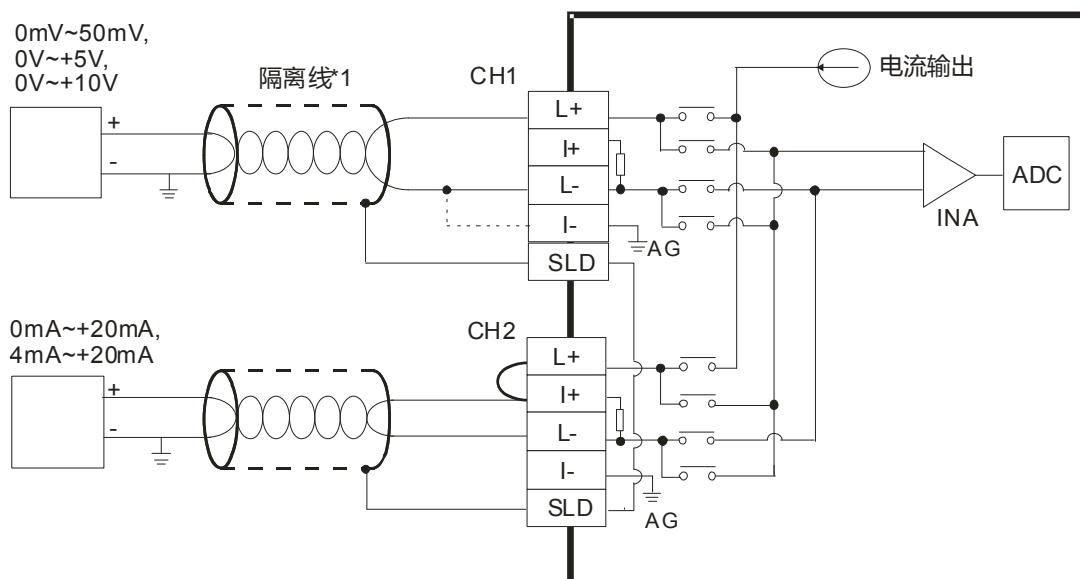 0mV~50mV,
0V~+5V,
0V~+10V
隔离线*1
CH1
电流输出
+
-
L+
I+
L-
I-
SLD
AG
INA
ADC
0mA~+20mA,
4mA~+20mA
CH2
+
-
L+
I+
L-
I-
SLD
AG